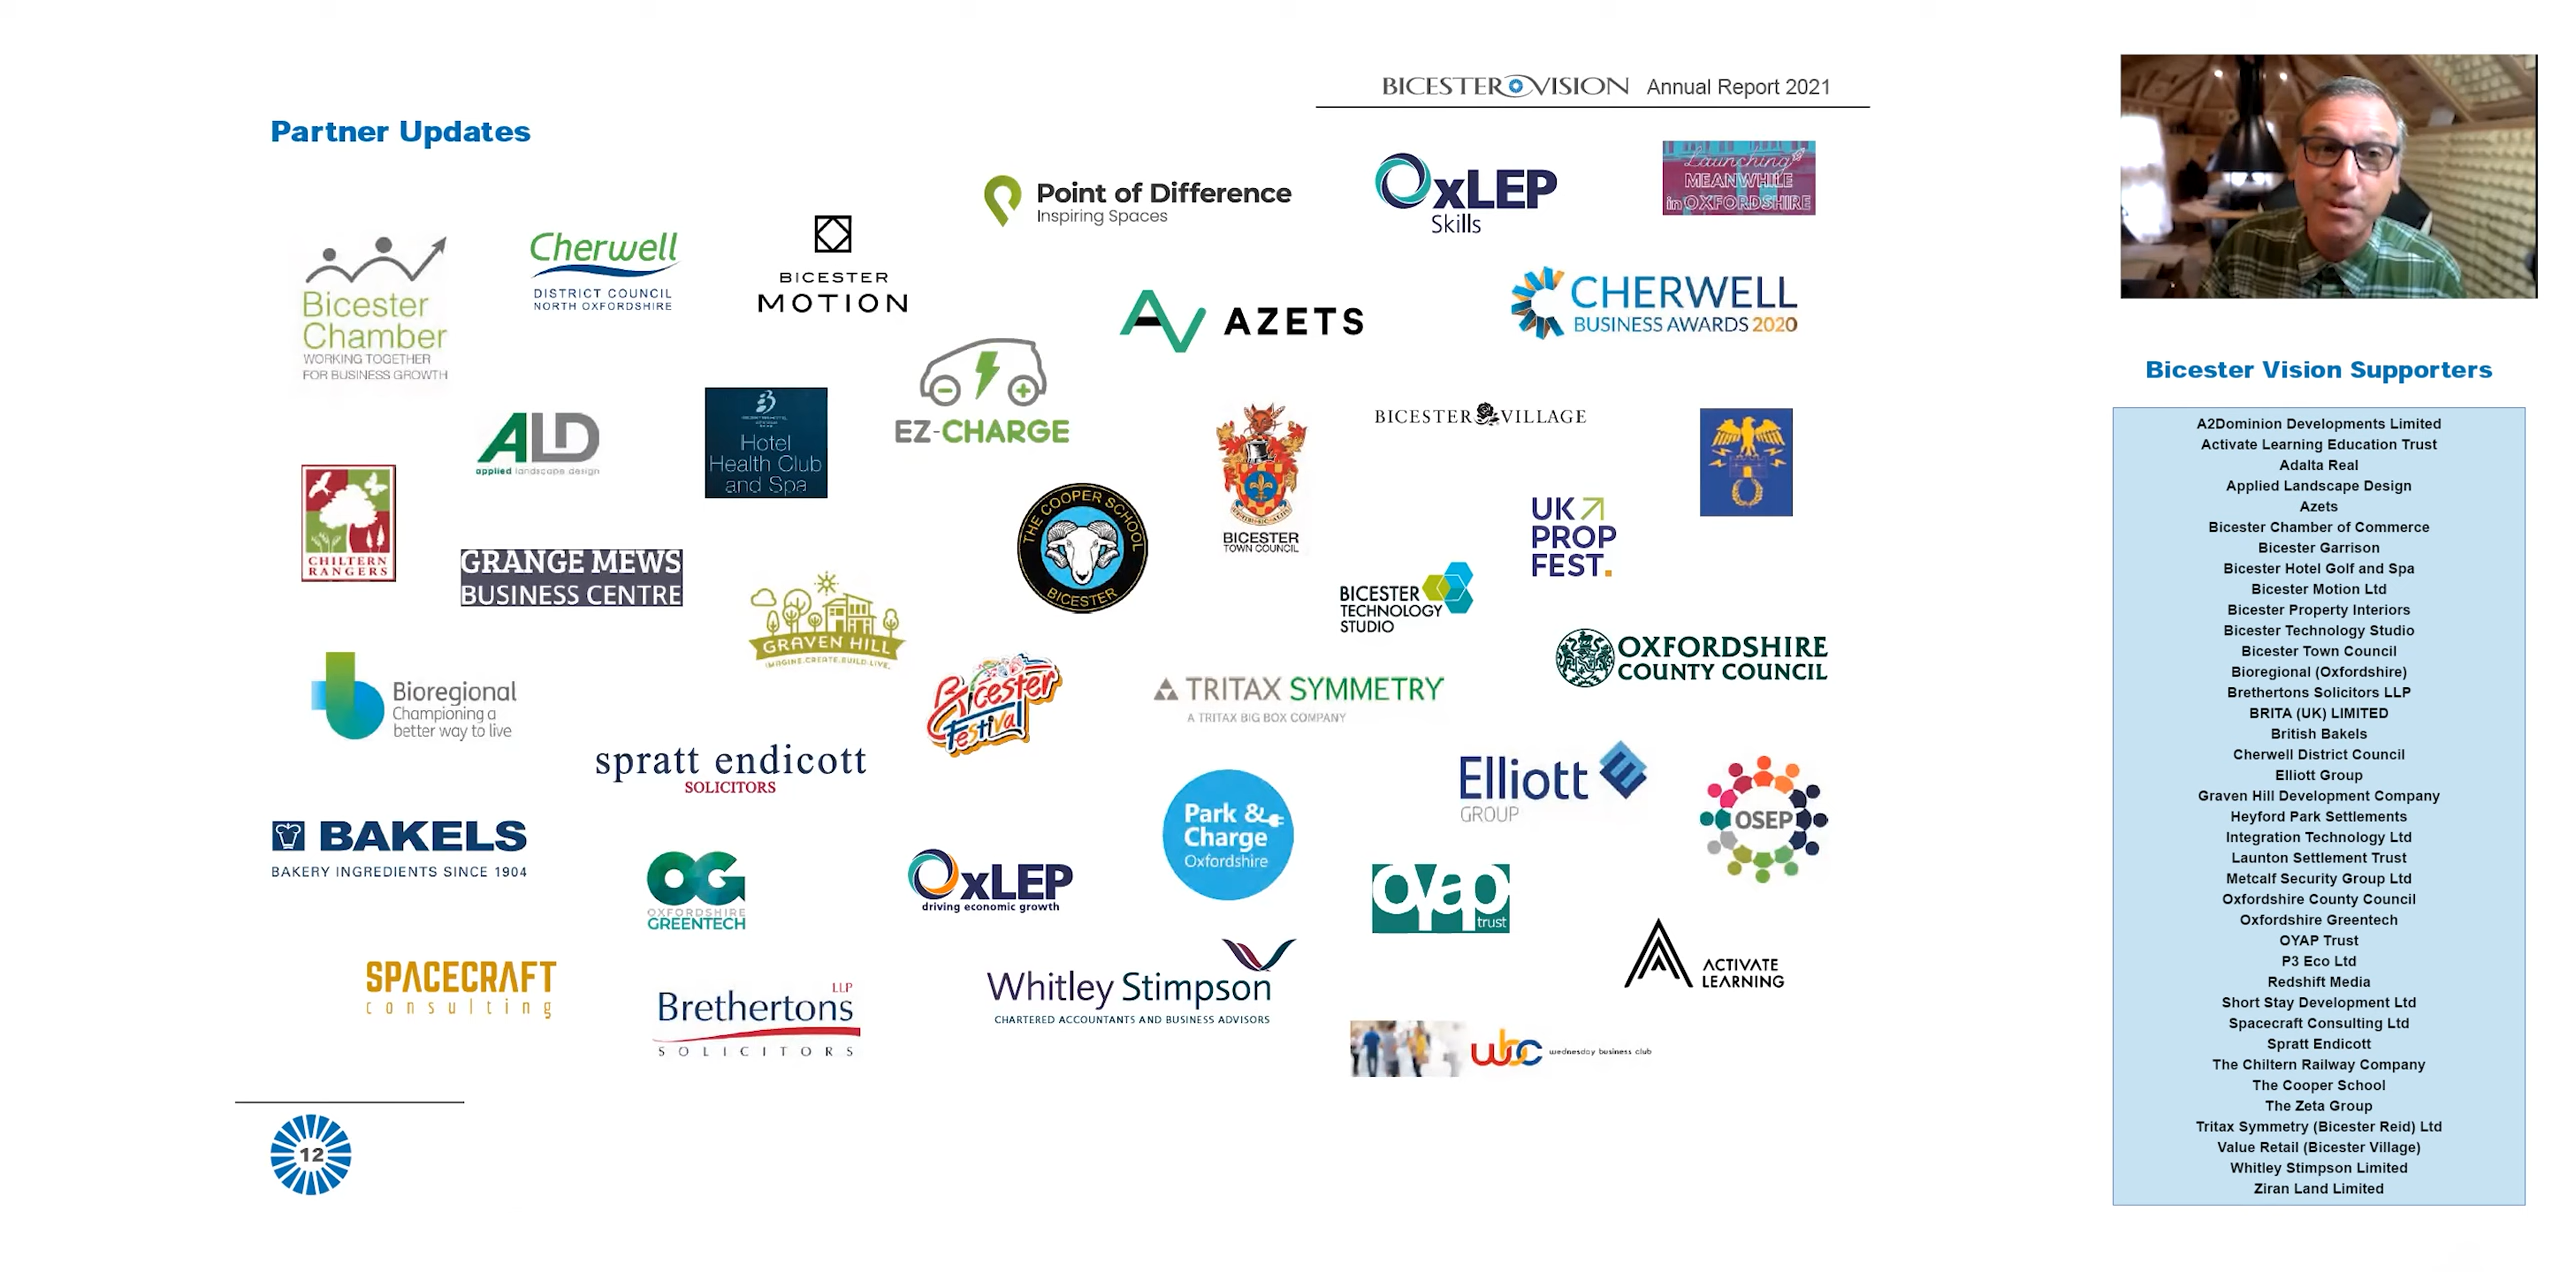 BICESTER VISION Annual Report 2021
Partner Updates
Point of Difference
Inspiring Spaces
OxLEP
Skills
Launching
MEANWHILE
in OXFORDSHIRE
Bicester
Chamber
WORKING TOGETHER
FOR BUSINESS GROWTH
Cherwell
DISTRICT COUNCIL
NORTH OXFORDSHIRE
BICESTER
MOTION
AZETS
CHERWELL
BUSINESS AWARDS 2020
EZ-CHARGE
ALD
applied landscape design
Hotel
Health Club
and Spa
BICESTER VILLAGE
CHILTERN
RANGERS
GRANGE MEWS
BUSINESS CENTRE
GRAVEN HILL
IMAGINE.CREATE.BUILD.LIVE.
THE COOPER SCHOOL
BICESTER
BICESTER
TOWN COUNCIL
UK
PROP
FEST.
BICESTER
TECHNOLOGY
STUDIO
OXFORDSHIRE
COUNTY COUNCIL
Bioregional
Championing a
better way to live
Bicester
Festival
TRITAX SYMMETRY
A TRITAX BIG BOX COMPANY
spratt endicott
SOLICITORS
Elliott
GROUP
OSEP
Park &
Charge
Oxfordshire
BAKELS
BAKERY INGREDIENTS SINCE 1904
OG
OXFORDSHIRE
GREENTECH
OxLEP
driving economic growth
oyap
trust
ACTIVATE
LEARNING
SPACECRAFT
consulting
Brethertons LLP
SOLICITORS
Whitley Stimpson
CHARTERED ACCOUNTANTS AND BUSINESS ADVISORS
wbc wednesday business club
12
Bicester Vision Supporters
A2Dominion Developments Limited
Activate Learning Education Trust
Adalta Real
Applied Landscape Design
Azets
Bicester Chamber of Commerce
Bicester Garrison
Bicester Hotel Golf and Spa
Bicester Motion Ltd
Bicester Property Interiors
Bicester Technology Studio
Bicester Town Council
Bioregional (Oxfordshire)
Brethertons Solicitors LLP
BRITA (UK) LIMITED
British Bakels
Cherwell District Council
Elliott Group
Graven Hill Development Company
Heyford Park Settlements
Integration Technology Ltd
Launton Settlement Trust
Metcalf Security Group Ltd
Oxfordshire County Council
Oxfordshire Greentech
OYAP Trust
P3 Eco Ltd
Redshift Media
Short Stay Development Ltd
Spacecraft Consulting Ltd
Spratt Endicott
The Chiltern Railway Company
The Cooper School
The Zeta Group
Tritax Symmetry (Bicester Reid) Ltd
Value Retail (Bicester Village)
Whitley Stimpson Limited
Ziran Land Limited